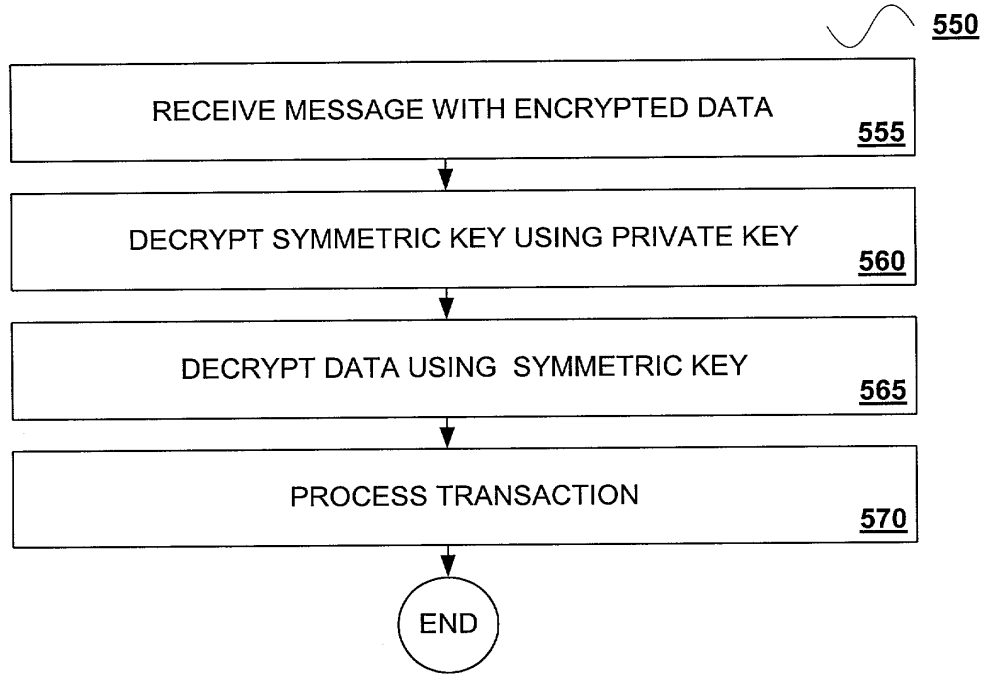 550
RECEIVE MESSAGE WITH ENCRYPTED DATA
555
DECRYPT SYMMETRIC KEY USING PRIVATE KEY
560
DECRYPT DATA USING SYMMETRIC KEY
565
PROCESS TRANSACTION
570
END